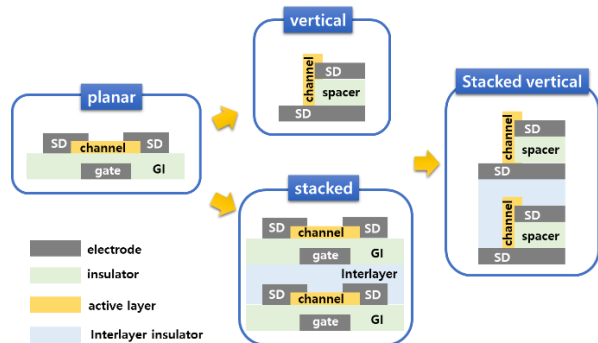 planar
SD
SD
channel
gate
GI
vertical
channel
SD
spacer
SD
stacked
SD
SD
channel
gate
GI
Interlayer
SD
SD
channel
gate
GI
Stacked vertical
channel
SD
spacer
SD
channel
SD
spacer
SD
electrode
insulator
active layer
Interlayer insulator